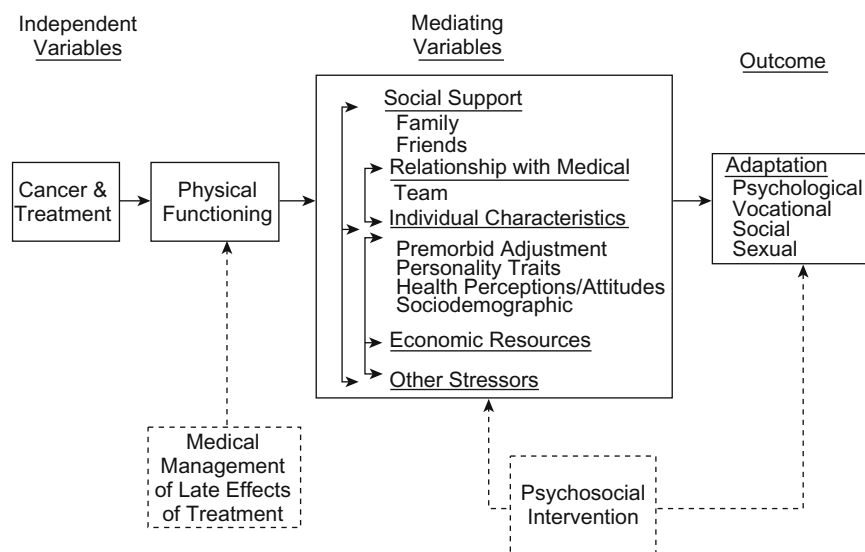 Independent
Variables
Mediating
Variables
Outcome
Cancer &
Treatment
Physical
Functioning
Social Support
Family
Friends
Relationship with Medical
Team
Individual Characteristics
Premorbid Adjustment
Personality Traits
Health Perceptions/Attitudes
Sociodemographic
Economic Resources
Other Stressors
Adaptation
Psychological
Vocational
Social
Sexual
Medical
Management
of Late Effects
of Treatment
Psychosocial
Intervention